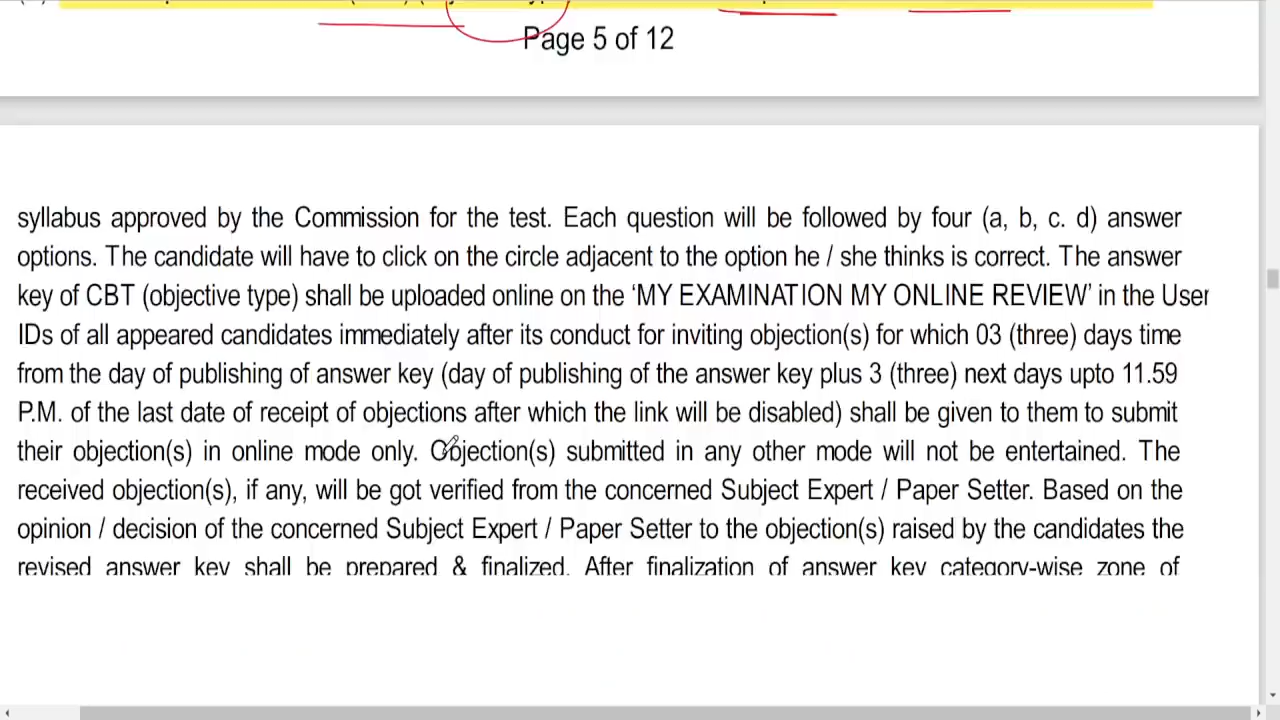 Page 5 of 12
syllabus approved by the Commission for the test. Each question will be followed by four (a, b, c. d) answer
options. The candidate will have to click on the circle adjacent to the option he / she thinks is correct. The answer
key of CBT (objective type) shall be uploaded online on the ‘MY EXAMINATION MY ONLINE REVIEW’ in the User
IDs of all appeared candidates immediately after its conduct for inviting objection(s) for which 03 (three) days time
from the day of publishing of answer key (day of publishing of the answer key plus 3 (three) next days upto 11.59
P.M. of the last date of receipt of objections after which the link will be disabled) shall be given to them to submit
their objection(s) in online mode only. Objection(s) submitted in any other mode will not be entertained. The
received objection(s), if any, will be got verified from the concerned Subject Expert / Paper Setter. Based on the
opinion / decision of the concerned Subject Expert / Paper Setter to the objection(s) raised by the candidates the
revised answer key shall be prepared & finalized. After finalization of answer key category-wise zone of